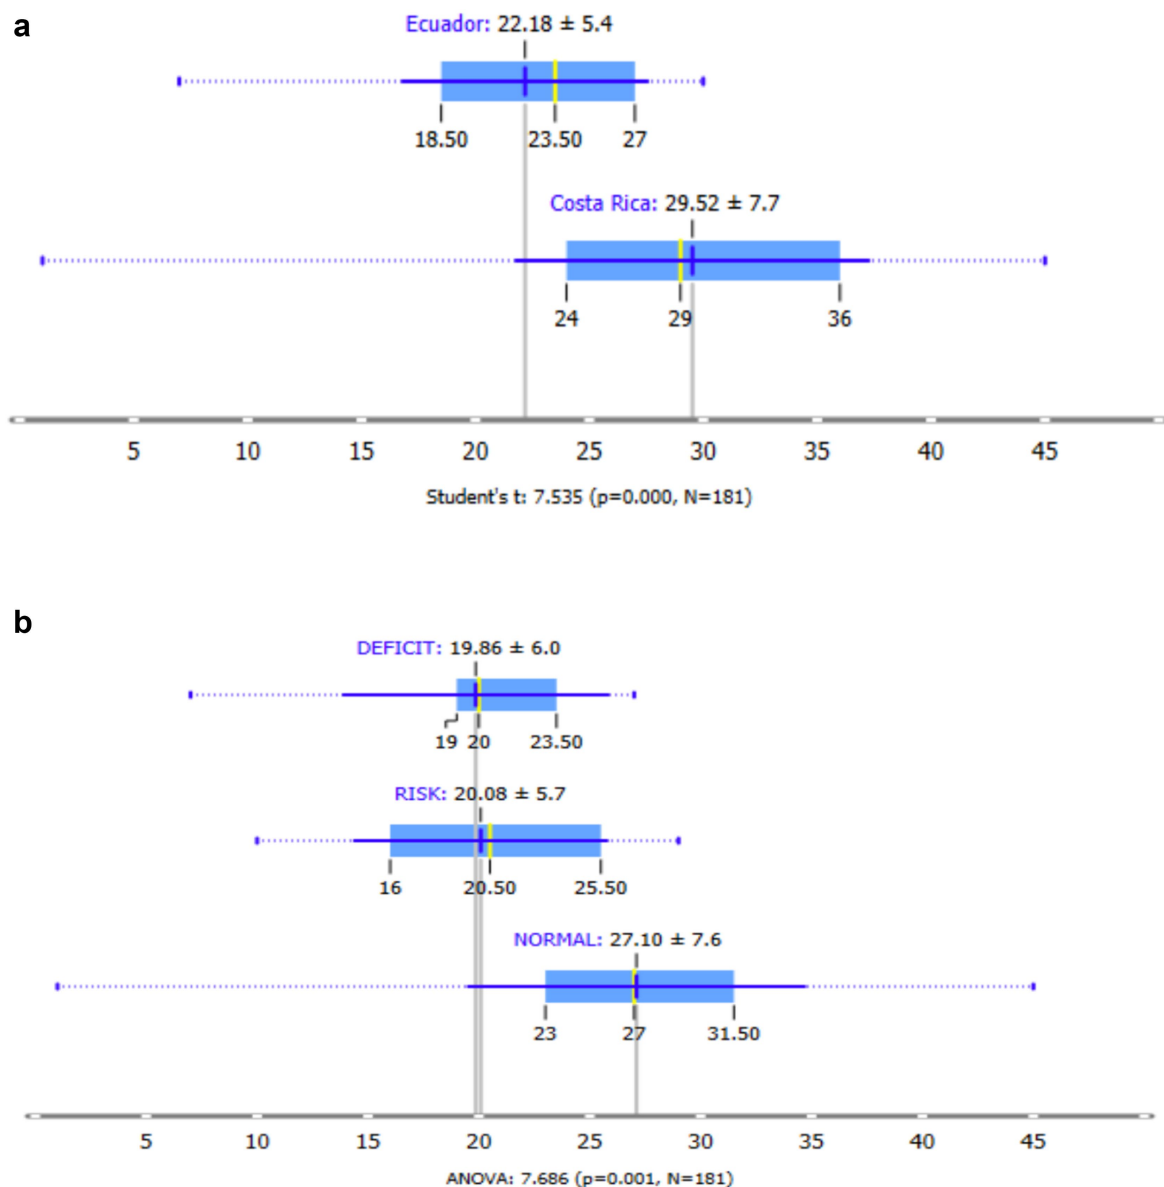 a
Ecuador: 22.18 ± 5.4
18.50 23.50 27
Costa Rica: 29.52 ± 7.7
24 29 36
5 10 15 20 25 30 35 40 45
Student's t: 7.535 (p=0.000, N=181)
b
DEFICIT: 19.86 ± 6.0
19 20 23.50
RISK: 20.08 ± 5.7
16 20.50 25.50
NORMAL: 27.10 ± 7.6
23 27 31.50
5 10 15 20 25 30 35 40 45
ANOVA: 7.686 (p=0.001, N=181)